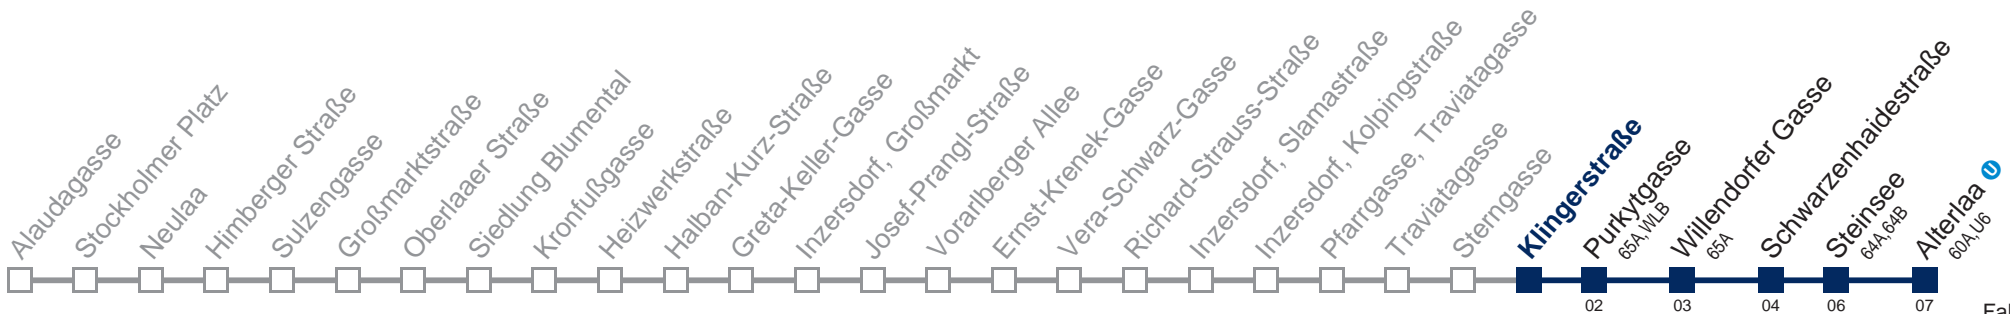 Alaudagasse
Stockholmer Platz
Neulaa
Himberger Straße
Sulzengasse
Großmarktstraße
Oberlaaer Straße
Siedlung Blumental
Kronfußgasse
Heizwerkstraße
Halban-Kurz-Straße
Greta-Keller-Gasse
Inzersdorf, Großmarkt
Josef-Prangl-Straße
Vorarlberger Allee
Ernst-Krenek-Gasse
Vera-Schwarz-Gasse
Richard-Strauss-Straße
Inzersdorf, Slamastraße
Inzersdorf, Kolpingstraße
Pfarrgasse, Traviatagasse
Traviatagasse
Sterngasse
Klingerstraße
Purkytgasse
65A, WLB
02
Willendorfer Gasse
65A
03
Schwarzenhaidestraße
04
Steinsee
64A, 64B
06
Alterlaa U
60A, U6
07